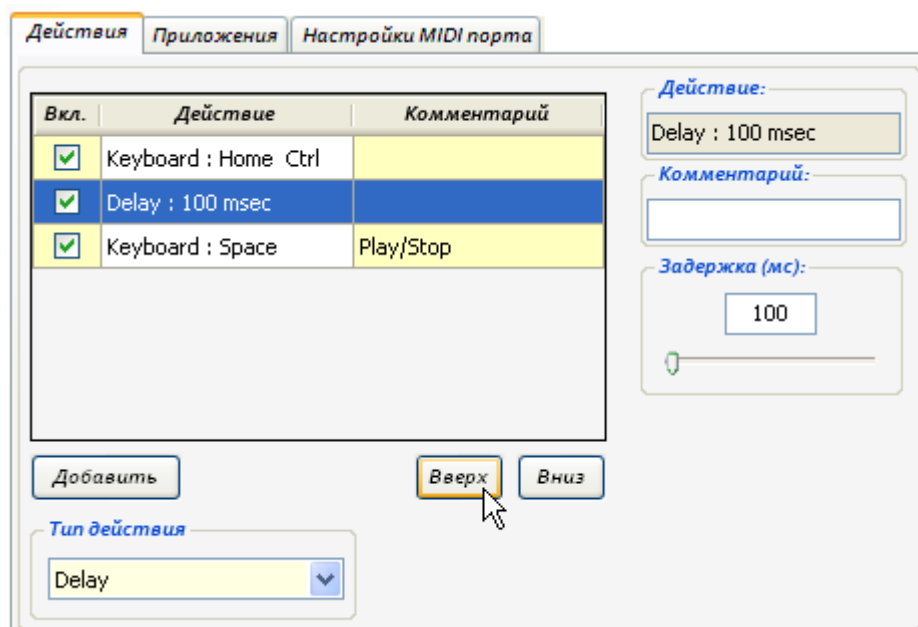 Действия Приложения Настройки MIDI порта
Вкл. Действие Комментарий
Keyboard : Home Ctrl
Delay : 100 msec
Keyboard : Space Play/Stop
Добавить Вверх Вниз
Тип действия
Delay
Действие:
Delay : 100 msec
Комментарий:
Задержка (мс):
100